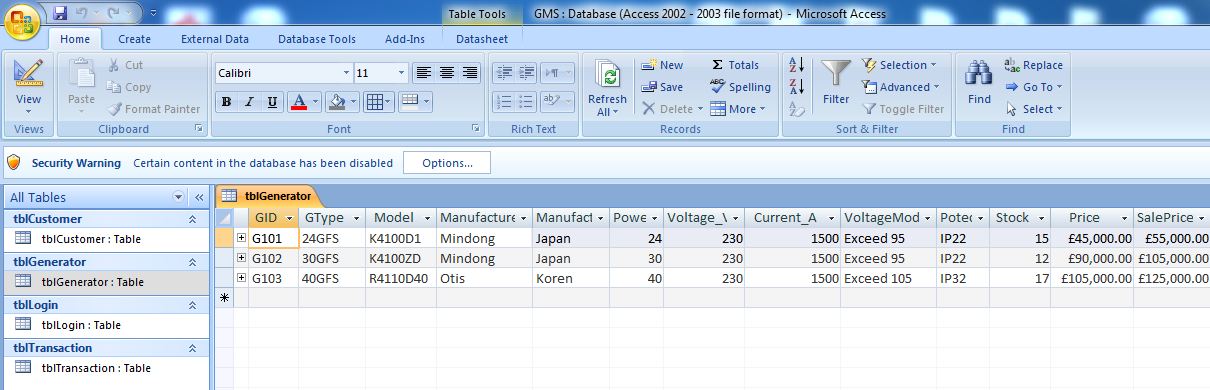 Table Tools GMS : Database (Access 2002 - 2003 file format) - Microsoft Access
Home Create External Data Database Tools Add-Ins Datasheet
View
Views
Paste
Cut
Copy
Format Painter
Clipboard
Calibri 11
B I U A
Font
Rich Text
Refresh
All
New
Save
Delete
Σ Totals
ABC Spelling
More
Records
A Z
Z A
Filter
Selection
Advanced
Toggle Filter
Sort & Filter
Find
Replace
Go To
Select
Find
Security Warning Certain content in the database has been disabled Options...
All Tables «
tblCustomer
tblCustomer : Table
tblGenerator
tblGenerator : Table
tblLogin
tblLogin : Table
tblTransaction
tblTransaction : Table
tblGenerator
GID GType Model Manufacture Manufact Powe Voltage_V Current_A VoltageMod Potec Stock Price SalePrice
G101 24GFS K4100D1 Mindong Japan 24 230 1500 Exceed 95 IP22 15 £45,000.00 £55,000.00
G102 30GFS K4100ZD Mindong Japan 30 230 1500 Exceed 95 IP22 12 £90,000.00 £105,000.00
G103 40GFS R4110D40 Otis Koren 40 230 1500 Exceed 105 IP32 17 £105,000.00 £125,000.00